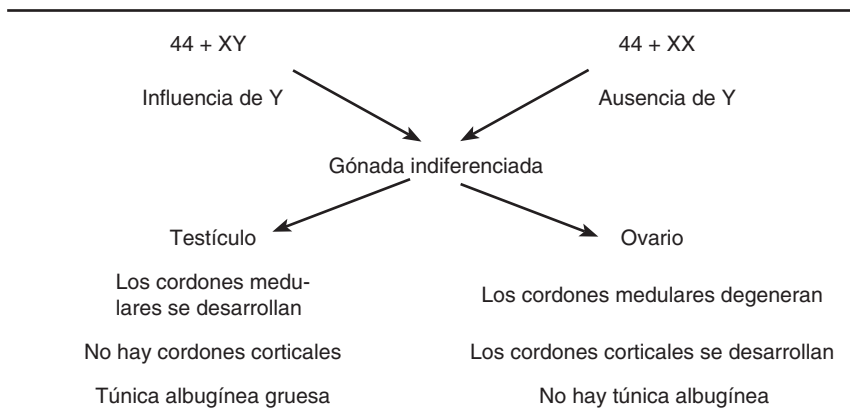 44 + XY
44 + XX
Influencia de Y
Ausencia de Y
Gónada indiferenciada
Testículo
Ovario
Los cordones medu-
lares se desarrollan
Los cordones medulares degeneran
No hay cordones corticales
Los cordones corticales se desarrollan
Túnica albugínea gruesa
No hay túnica albugínea